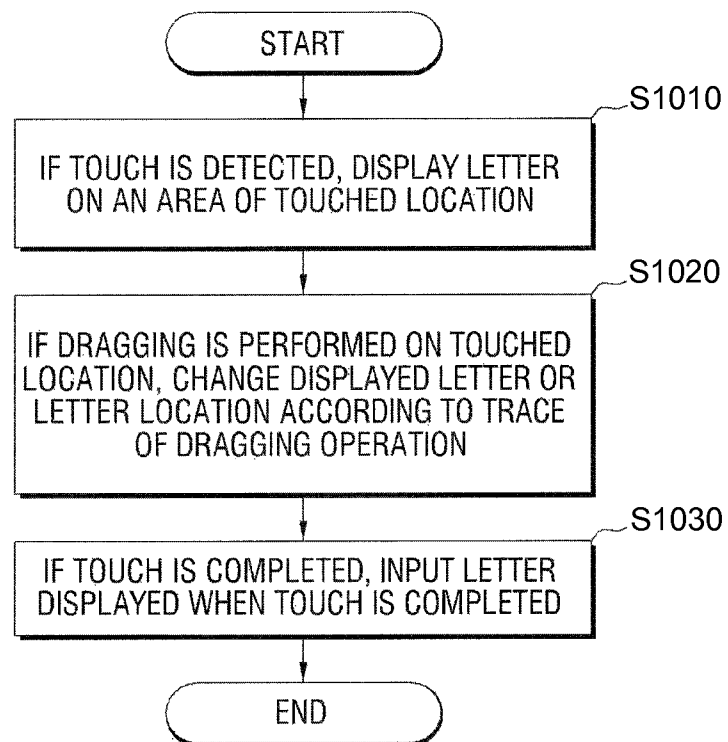 START
S1010
IF TOUCH IS DETECTED, DISPLAY LETTER
ON AN AREA OF TOUCHED LOCATION
S1020
IF DRAGGING IS PERFORMED ON TOUCHED
LOCATION, CHANGE DISPLAYED LETTER OR
LETTER LOCATION ACCORDING TO TRACE
OF DRAGGING OPERATION
S1030
IF TOUCH IS COMPLETED, INPUT LETTER
DISPLAYED WHEN TOUCH IS COMPLETED
END